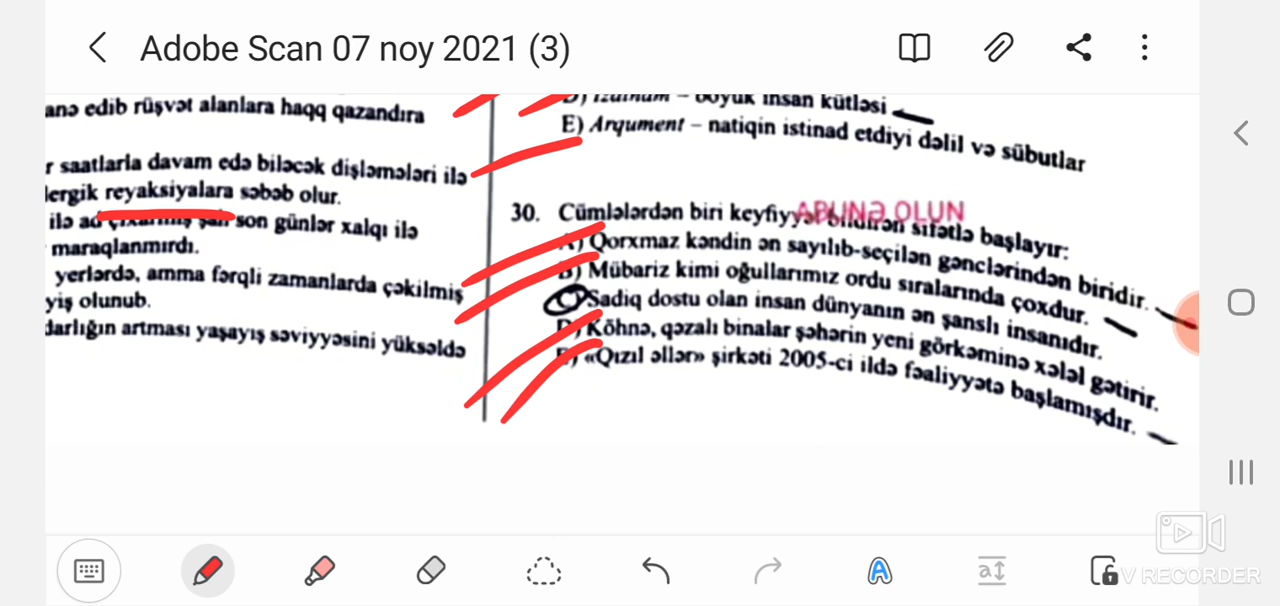 Adobe Scan 07 noy 2021 (3)
anə edib rüşvət alanlara haqq qazandıra
r saatlarla davam edə biləcək dişləmələri ilə
lergik reyaksiyalara səbəb olur.
ilə ad çıxarmış şah son günlər xalqı ilə
maraqlanmırdı.
yerlərdə, amma fərqli zamanlarda çəkilmiş
yiş olunub.
darlığın artması yaşayış səviyyəsini yüksəldə
D) Izdiham – böyük insan kütləsi
E) Arqument – natiqin istinad etdiyi dəlil və sübutlar
30. Cümlələrdən biri keyfiyyət bildirən sifətlə başlayır:
ABUNƏ OLUN
A) Qorxmaz kəndin ən sayılıb-seçilən gənclərindən biridir.
B) Mübariz kimi oğullarımız ordu sıralarında çoxdur.
Sadiq dostu olan insan dünyanın ən şanslı insanıdır.
D) Köhnə, qəzalı binalar şəhərin yeni görkəminə xələl gətirir.
E) «Qızıl əllər» şirkəti 2005-ci ildə fəaliyyətə başlamışdır.
V RECORDER